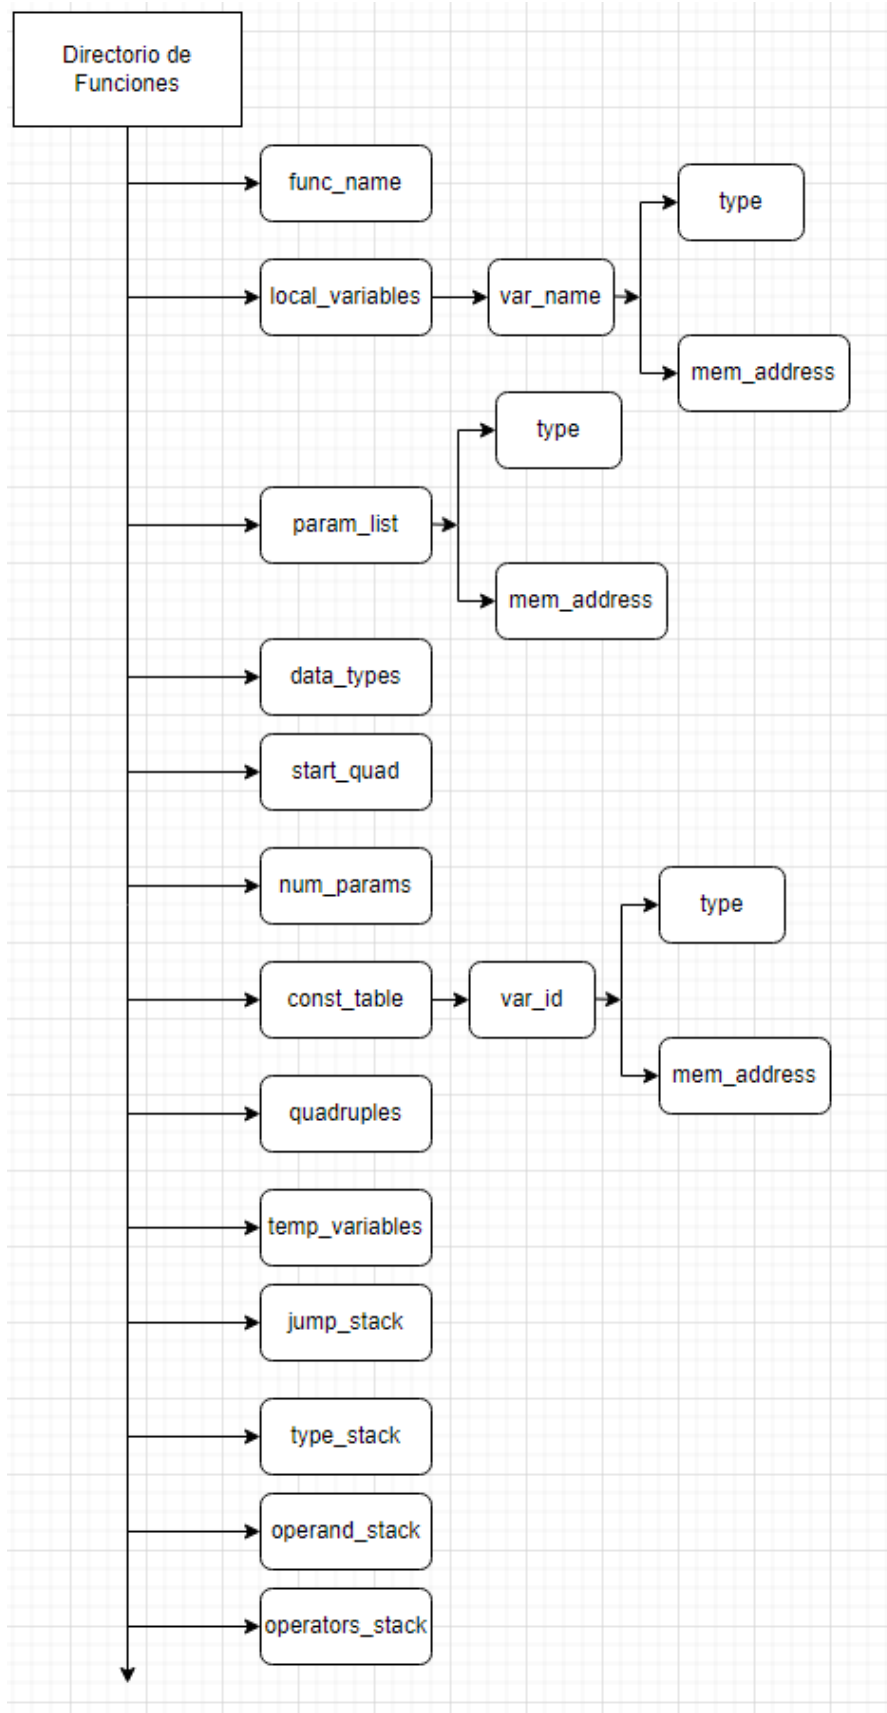 Directorio de
Funciones
func_name
type
local_variables
var_name
mem_address
type
param_list
mem_address
data_types
start_quad
num_params
type
const_table
var_id
mem_address
quadruples
temp_variables
jump_stack
type_stack
operand_stack
operators_stack